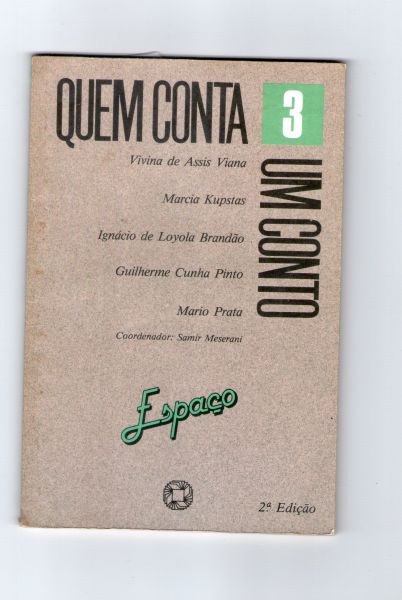 QUEM CONTA
3
UM CONTO
Vivina de Assis Viana
Marcia Kupstas
Ignácio de Loyola Brandão
Guilherme Cunha Pinto
Mario Prata
Coordenador: Samir Meserani
Espaço
2ª Edição